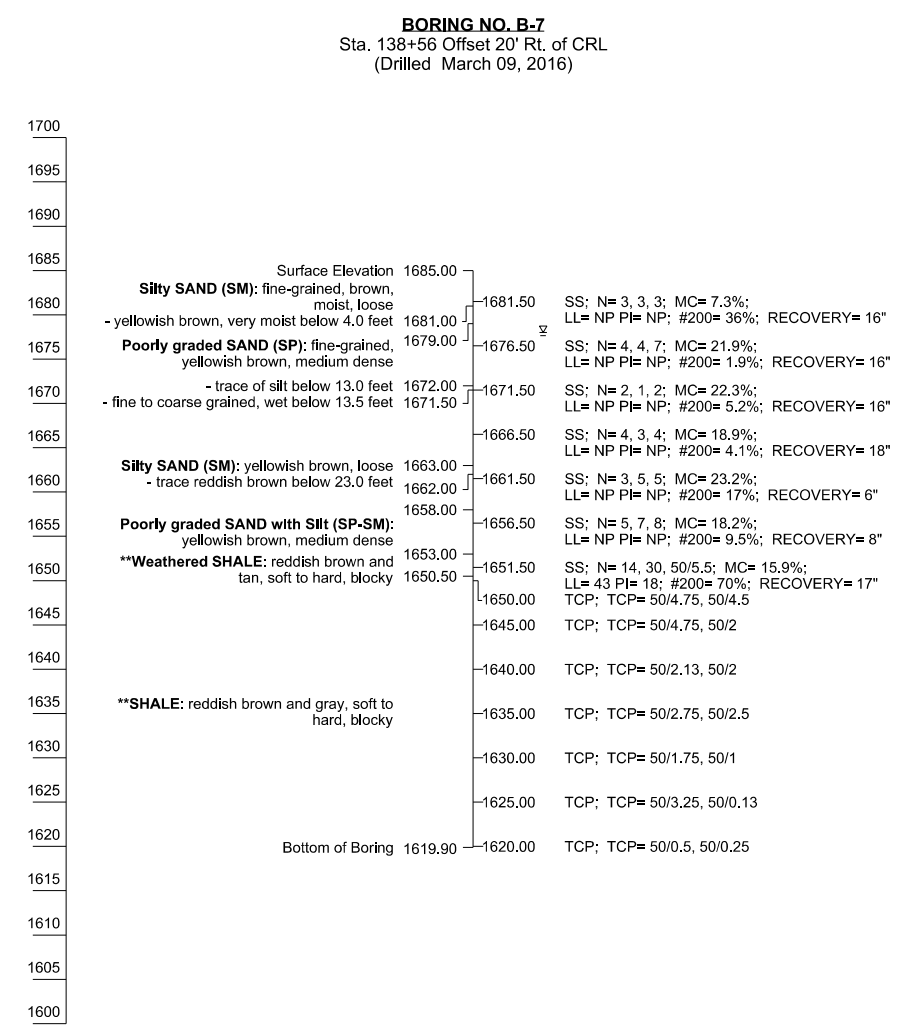 BORING NO. B-7
Sta. 138+56 Offset 20' Rt. of CRL
(Drilled March 09, 2016)
1700
1695
1690
1685
Surface Elevation 1685.00
Silty SAND (SM): fine-grained, brown,
moist, loose
1680
1681.50 SS; N= 3, 3, 3; MC= 7.3%;
LL= NP PI= NP; #200= 36%; RECOVERY= 16"
- yellowish brown, very moist below 4.0 feet 1681.00
1679.00
Poorly graded SAND (SP): fine-grained,
yellowish brown, medium dense
1675
1676.50 SS; N= 4, 4, 7; MC= 21.9%;
LL= NP PI= NP; #200= 1.9%; RECOVERY= 16"
- trace of silt below 13.0 feet 1672.00
1670
- fine to coarse grained, wet below 13.5 feet 1671.50
1671.50 SS; N= 2, 1, 2; MC= 22.3%;
LL= NP PI= NP; #200= 5.2%; RECOVERY= 16"
1665
1666.50 SS; N= 4, 3, 4; MC= 18.9%;
LL= NP PI= NP; #200= 4.1%; RECOVERY= 18"
Silty SAND (SM): yellowish brown, loose 1663.00
- trace reddish brown below 23.0 feet 1662.00
1660
1661.50 SS; N= 3, 5, 5; MC= 23.2%;
LL= NP PI= NP; #200= 17%; RECOVERY= 6"
1658.00
1655
Poorly graded SAND with Silt (SP-SM):
yellowish brown, medium dense
1656.50 SS; N= 5, 7, 8; MC= 18.2%;
LL= NP PI= NP; #200= 9.5%; RECOVERY= 8"
1653.00
1650
**Weathered SHALE: reddish brown and
tan, soft to hard, blocky 1650.50
1651.50 SS; N= 14, 30, 50/5.5; MC= 15.9%;
LL= 43 PI= 18; #200= 70%; RECOVERY= 17"
1650.00 TCP; TCP= 50/4.75, 50/4.5
1645
1645.00 TCP; TCP= 50/4.75, 50/2
1640
1640.00 TCP; TCP= 50/2.13, 50/2
1635
**SHALE: reddish brown and gray, soft to
hard, blocky
1635.00 TCP; TCP= 50/2.75, 50/2.5
1630
1630.00 TCP; TCP= 50/1.75, 50/1
1625
1625.00 TCP; TCP= 50/3.25, 50/0.13
1620
Bottom of Boring 1619.90
1620.00 TCP; TCP= 50/0.5, 50/0.25
1615
1610
1605
1600